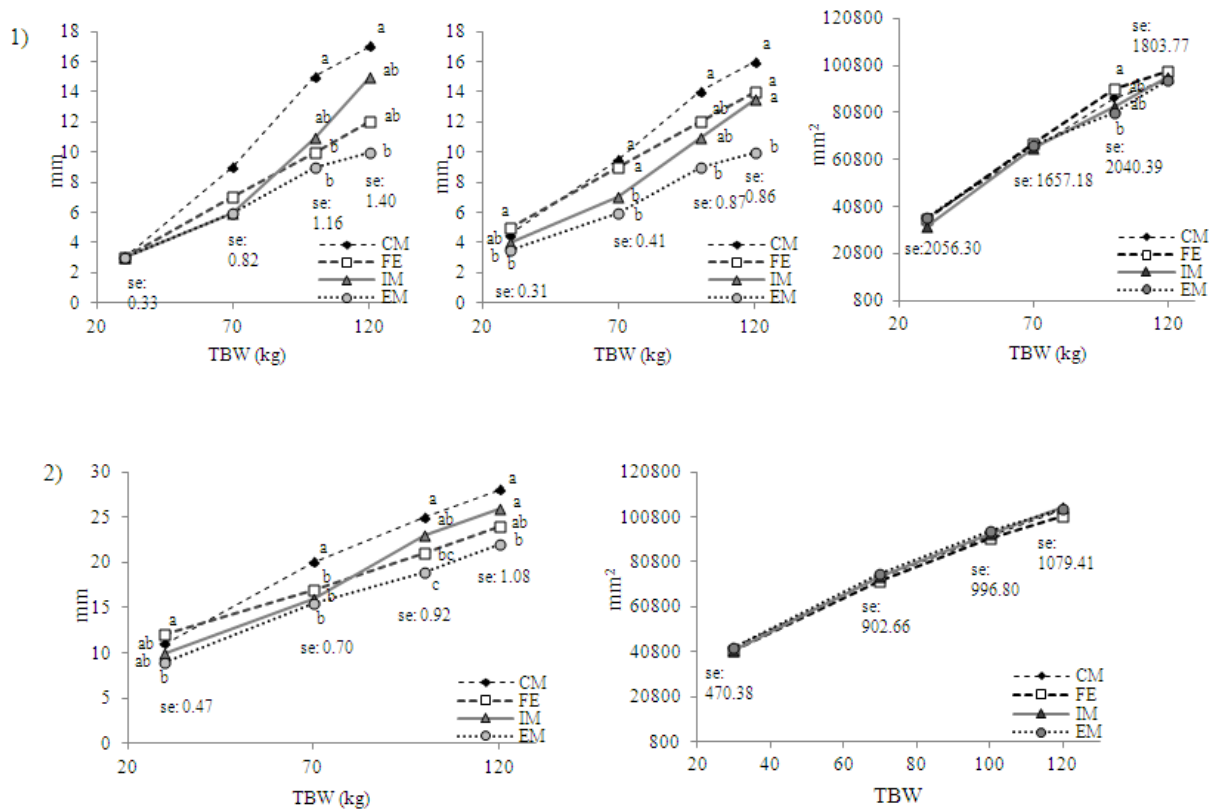 1)
18
16
14
12
10
8
6
4
2
0
mm
a
a
ab
ab
ab
b
b
b
se:
0.33
se:
0.82
se:
1.16
se:
1.40
CM
FE
IM
EM
20
70
120
TBW (kg)
18
16
14
12
10
8
6
4
2
0
mm
a
a
a
a
a
ab
ab
b
b
a
a
b
b
a
ab
b
b
se: 0.31
se: 0.41
se: 0.87
se:
0.86
CM
FE
IM
EM
20
70
120
TBW (kg)
120800
100800
80800
60800
40800
20800
800
mm²
se:
1803.77
a
ab
ab
b
se:
2040.39
se: 1657.18
se:2056.30
CM
FE
IM
EM
20
70
120
TBW (kg)
2)
30
25
20
15
10
5
0
mm
a
a
a
ab
b
a
ab
bc
c
a
b
b
b
a
ab
ab
b
se: 0.47
se: 0.70
se: 0.92
se: 1.08
CM
FE
IM
EM
20
70
120
TBW (kg)
120800
100800
80800
60800
40800
20800
800
mm²
se:
470.38
se:
902.66
se:
996.80
se:
1079.41
CM
FE
IM
EM
20
40
60
80
100
120
TBW